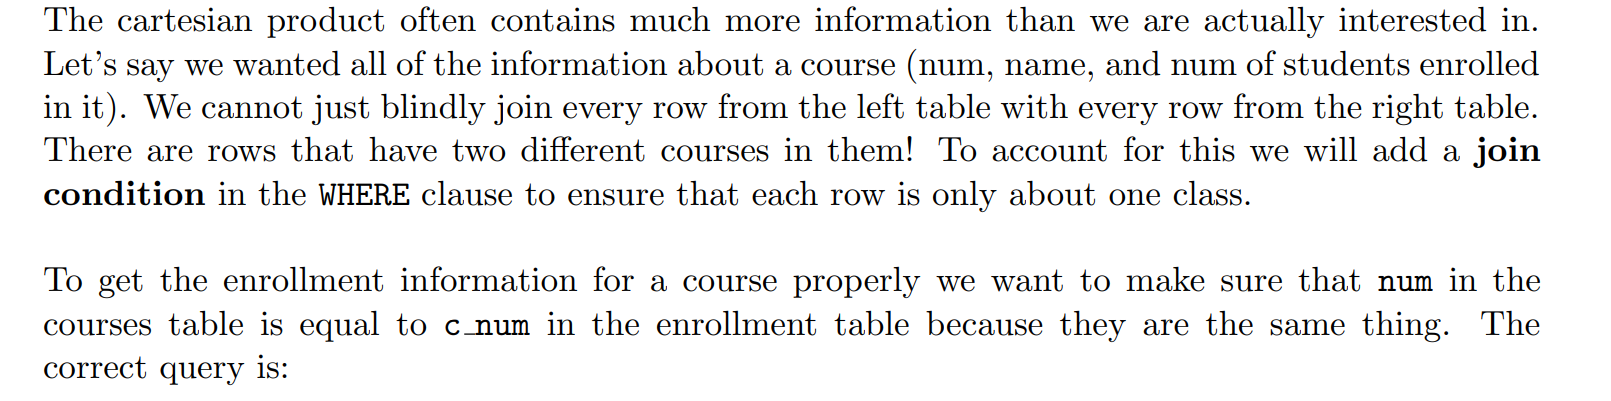 The cartesian product often contains much more information than we are actually interested in.
Let's say we wanted all of the information about a course (num, name, and num of students enrolled
in it). We cannot just blindly join every row from the left table with every row from the right table.
There are rows that have two different courses in them! To account for this we will add a join
condition in the WHERE clause to ensure that each row is only about one class.
To get the enrollment information for a course properly we want to make sure that num in the
courses table is equal to c_num in the enrollment table because they are the same thing. The
correct query is: